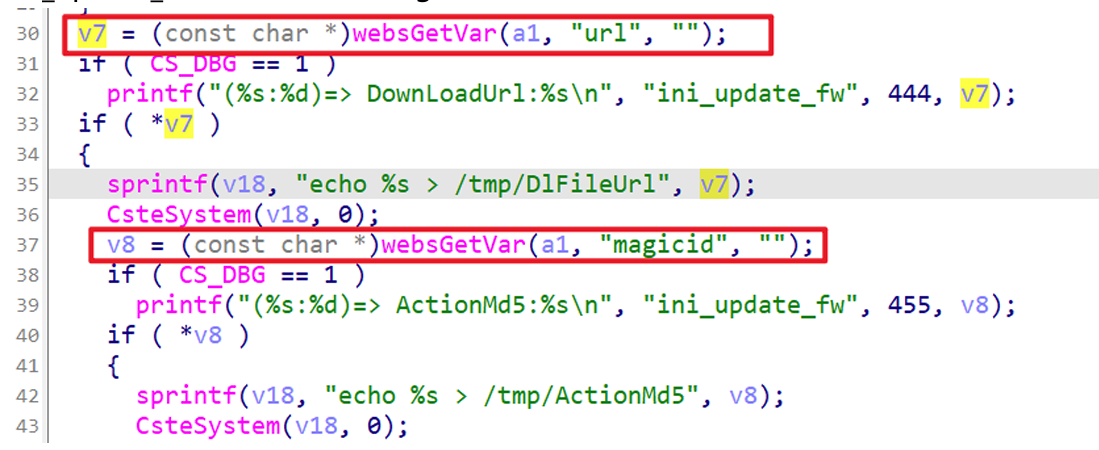 30 v7 = (const char *)websGetVar(a1, "url", "");
31 if ( CS_DBG == 1 )
32 printf("(%s:%d)=> DownLoadUrl:%s\n", "ini_update_fw", 444, v7);
33 if ( *v7 )
34 {
35 sprintf(v18, "echo %s > /tmp/DlFileUrl", v7);
36 CsteSystem(v18, 0);
37 v8 = (const char *)websGetVar(a1, "magicid", "");
38 if ( CS_DBG == 1 )
39 printf("(%s:%d)=> ActionMd5:%s\n", "ini_update_fw", 455, v8);
40 if ( *v8 )
41 {
42 sprintf(v18, "echo %s > /tmp/ActionMd5", v8);
43 CsteSystem(v18, 0);